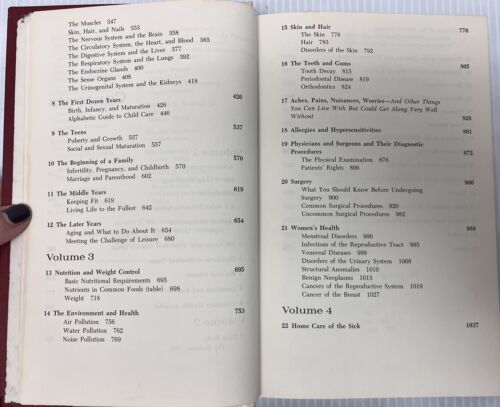 The Muscles 347
Skin, Hair, and Nails 353
The Nervous System and the Brain 358
The Circulatory System, the Heart, and Blood 365
The Digestive System and the Liver 377
The Respiratory System and the Lungs 392
The Endocrine Glands 400
The Sense Organs 408
The Urinogenital System and the Kidneys 418
8 The First Dozen Years 426
Birth, Infancy, and Maturation 426
Alphabetic Guide to Child Care 446
9 The Teens 537
Puberty and Growth 537
Social and Sexual Maturation 557
10 The Beginning of a Family 570
Infertility, Pregnancy, and Childbirth 570
Marriage and Parenthood 602
11 The Middle Years 619
Keeping Fit 619
Living Life to the Fullest 642
12 The Later Years 654
Aging and What to Do About It 654
Meeting the Challenge of Leisure 680
Volume 3
13 Nutrition and Weight Control 695
Basic Nutritional Requirements 695
Nutrients in Common Foods (table) 698
Weight 718
14 The Environment and Health 753
Air Pollution 756
Water Pollution 762
Noise Pollution 769
15 Skin and Hair 776
The Skin 776
Hair 783
Disorders of the Skin 792
16 The Teeth and Gums 805
Tooth Decay 815
Periodontal Disease 819
Orthodontics 824
17 Aches, Pains, Nuisances, Worries—And Other Things
You Can Live With But Could Get Along Very Well
Without 828
18 Allergies and Hypersensitivities 861
19 Physicians and Surgeons and Their Diagnostic
Procedures 872
The Physical Examination 876
Patients' Rights 896
20 Surgery 900
What You Should Know Before Undergoing
Surgery 900
Common Surgical Procedures 926
Uncommon Surgical Procedures 982
21 Women's Health 989
Menstrual Disorders 990
Infections of the Reproductive Tract 995
Venereal Diseases 999
Disorders of the Urinary System 1008
Structural Anomalies 1010
Benign Neoplasms 1013
Cancers of the Reproductive System 1019
Cancer of the Breast 1027
Volume 4
22 Home Care of the Sick 1037